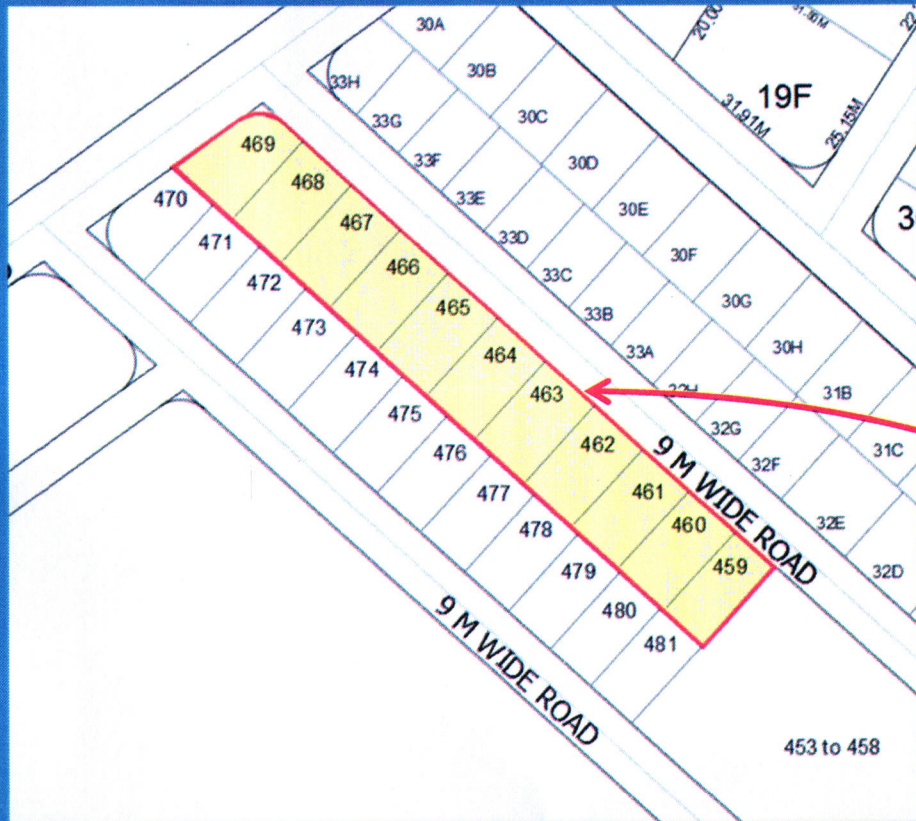 30A
30B
30C
30D
30E
30F
30G
30H
31B
31C
33H
33G
33F
33E
33D
33C
33B
33A
32H
32G
32F
32E
32D
20.00
31.91M
19F
25.15M
3
469
468
467
466
465
464
463
462
461
460
459
9 M WIDE ROAD
470
471
472
473
474
475
476
477
478
479
480
481
9 M WIDE ROAD
453 to 458